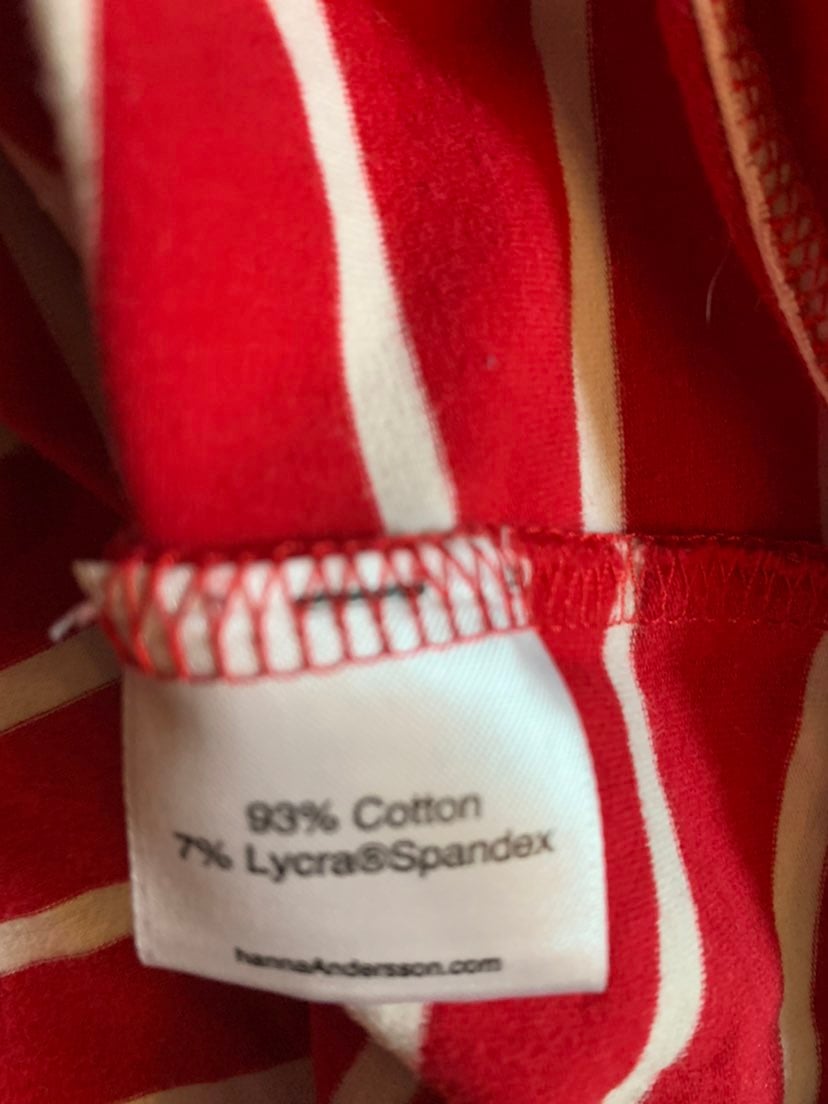 93% Cotton
7% Lycra®Spandex
hannaAndersson.com